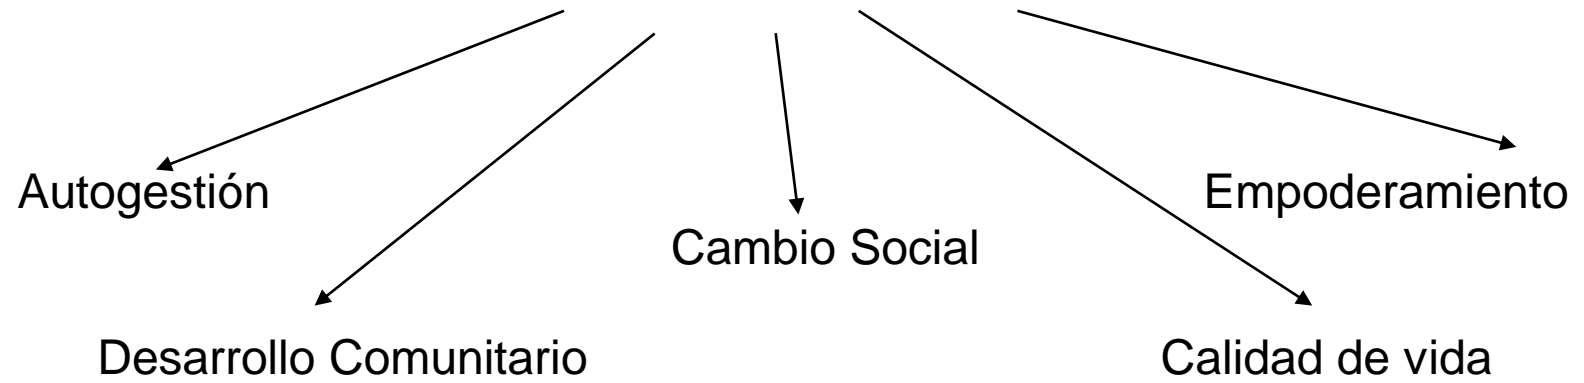 Autogestión
Empoderamiento
Cambio Social
Desarrollo Comunitario
Calidad de vida